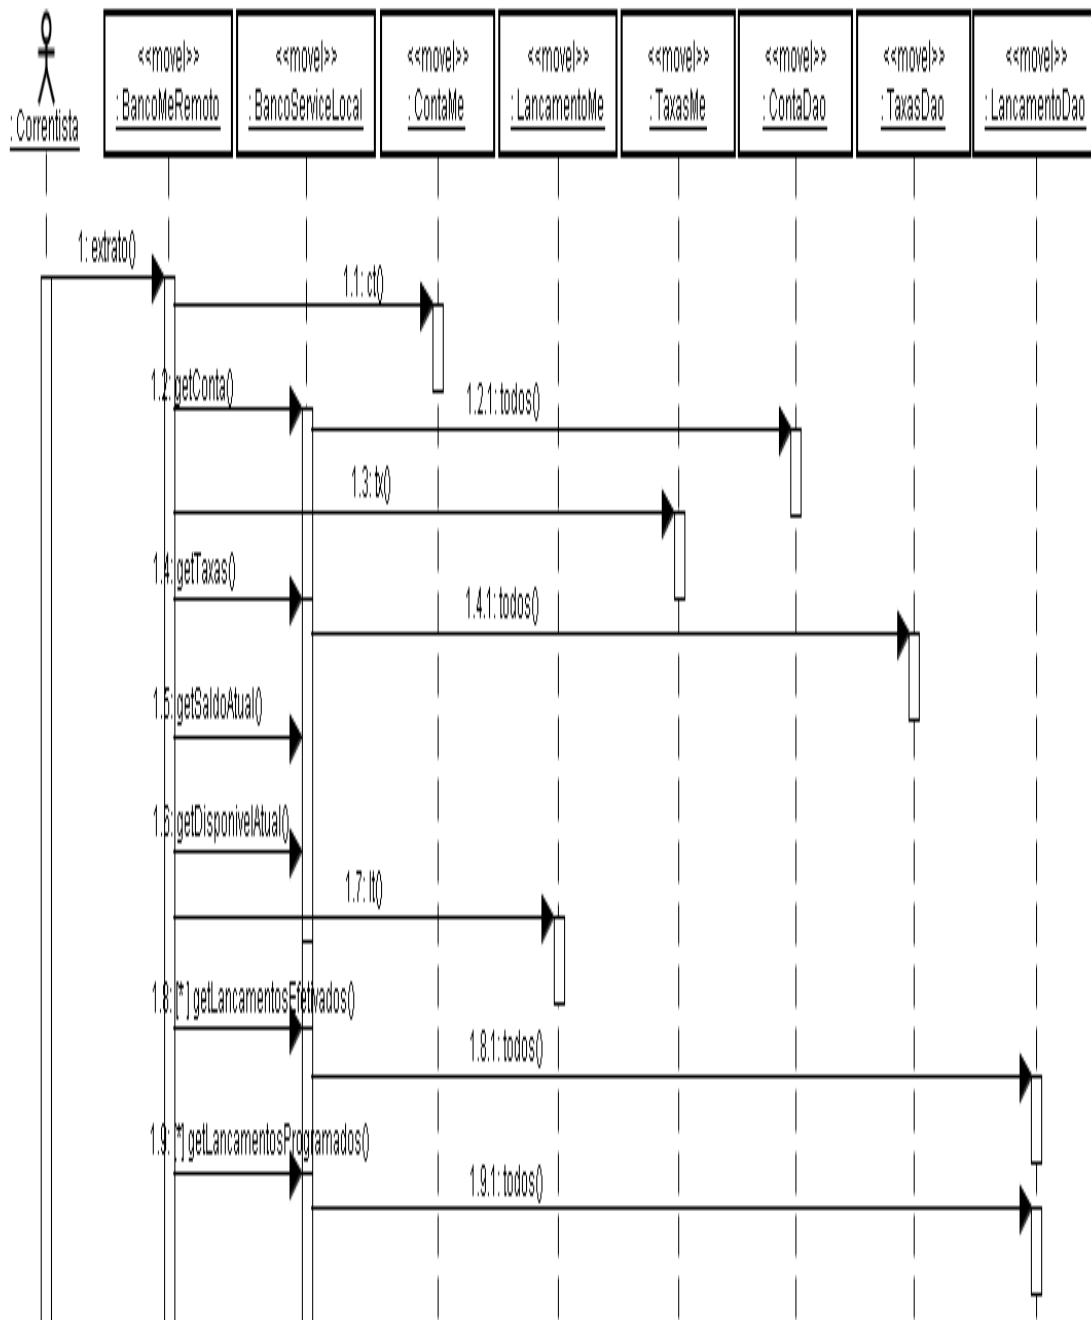 <<movel>>
<<movel>>
<<movel>>
<<movel>>
<<movel>>
<<movel>>
<<movel>>
<<movel>>
: Correntista
: BancoMeRemoto
: BancoServiceLocal
: ContaMe
: LancamentoMe
: TaxasMe
: ContaDao
: TaxasDao
: LancamentoDao
1: extrato()
1.1: ct()
1.2: getConta()
1.2.1: todos()
1.3: tx()
1.4: getTaxas()
1.4.1: todos()
1.5: getSaldoAtual()
1.6: getDisponivelAtual()
1.7: lt()
1.8: [*] getLancamentosEfetivados()
1.8.1: todos()
1.9: [*] getLancamentosProgramados()
1.9.1: todos()